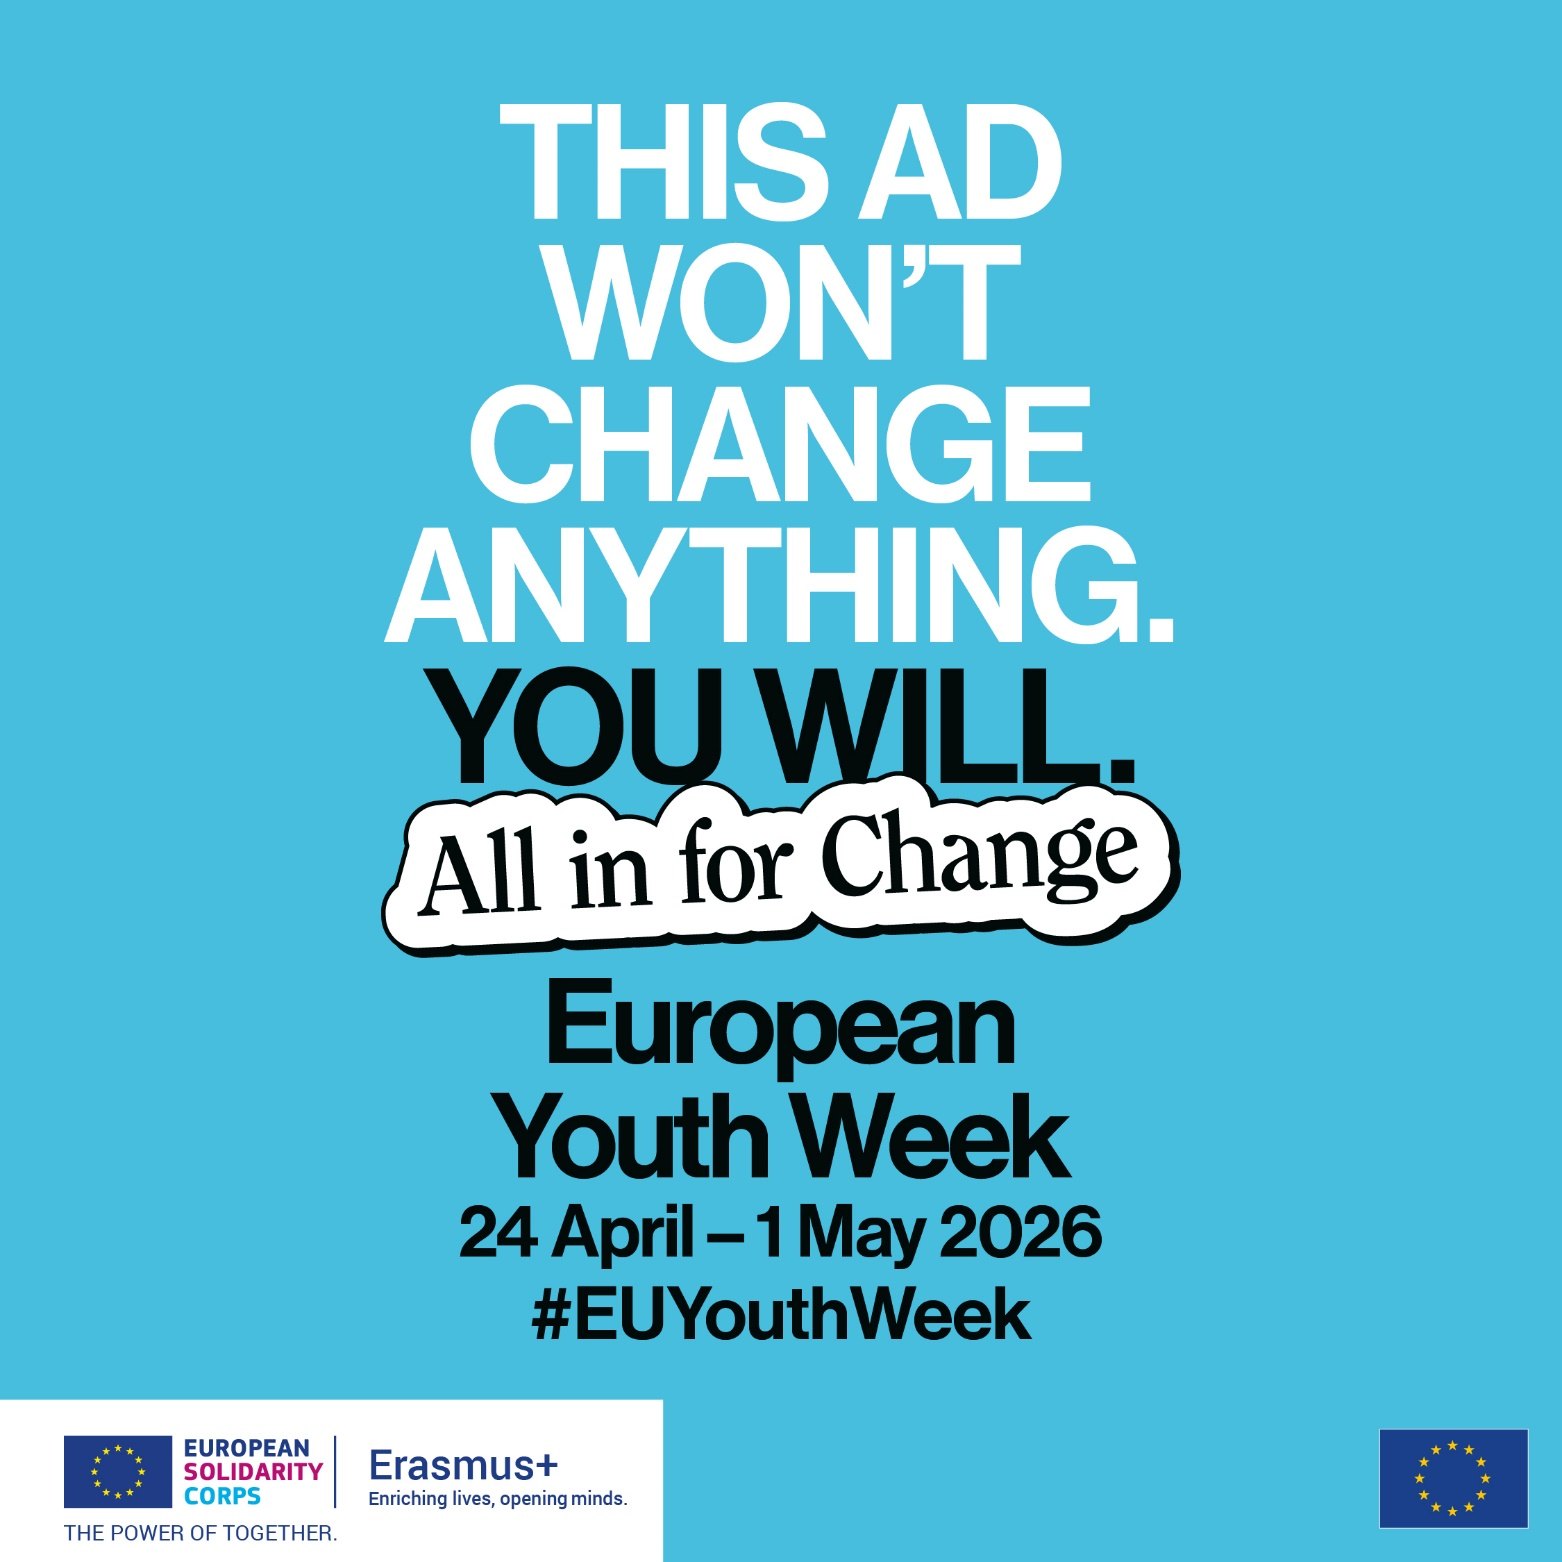 THIS AD
WON’T
CHANGE
ANYTHING.
YOU WILL.
All in for Change
European
Youth Week
24 April – 1 May 2026
#EUYouthWeek
EUROPEAN
SOLIDARITY
CORPS
THE POWER OF TOGETHER.
Erasmus+
Enriching lives, opening minds.